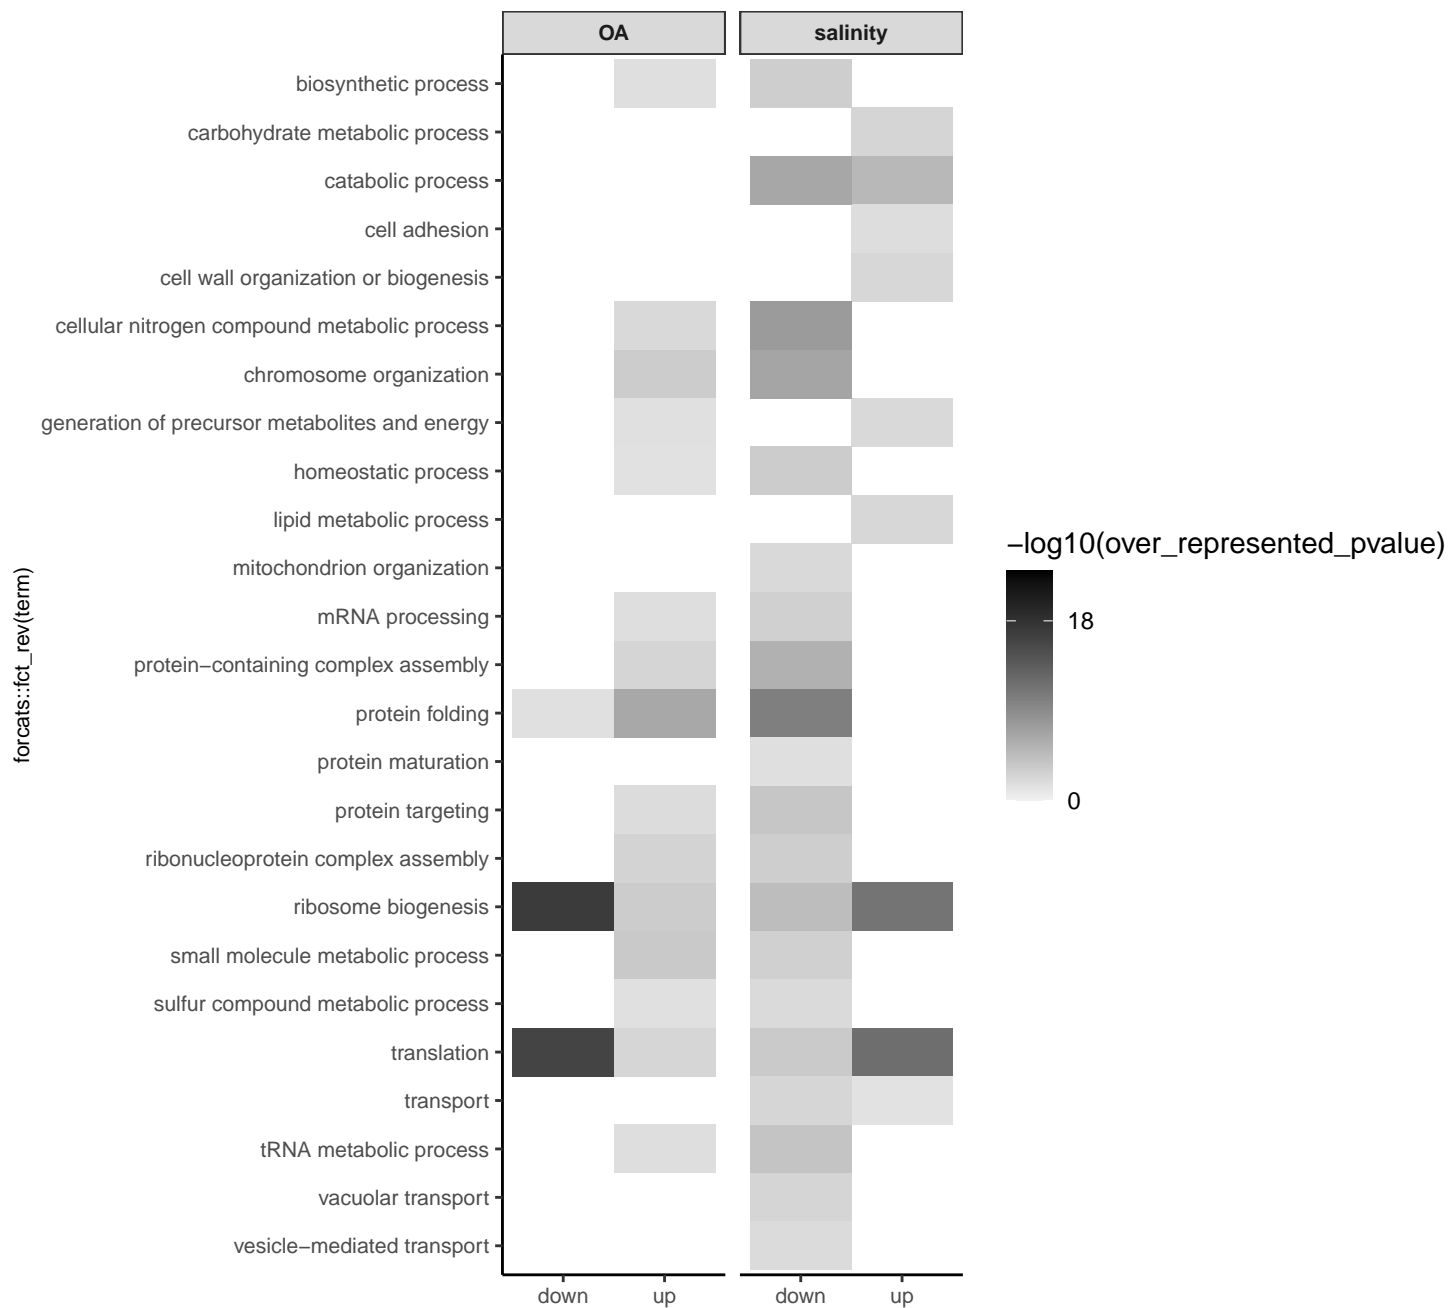 OA
salinity
biosynthetic process
carbohydrate metabolic process
catabolic process
cell adhesion
cell wall organization or biogenesis
cellular nitrogen compound metabolic process
chromosome organization
generation of precursor metabolites and energy
homeostatic process
lipid metabolic process
mitochondrion organization
mRNA processing
protein−containing complex assembly
protein folding
protein maturation
protein targeting
ribonucleoprotein complex assembly
ribosome biogenesis
small molecule metabolic process
sulfur compound metabolic process
translation
transport
tRNA metabolic process
vacuolar transport
vesicle−mediated transport
forcats::fct_rev(term)
down
up
down
up
−log10(over_represented_pvalue)
18
0